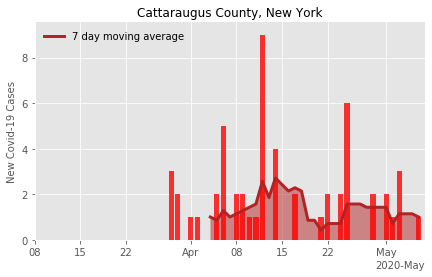 Cattaraugus County, New York
7 day moving average
New Covid-19 Cases
8
6
4
2
0
08 15 22 Apr 08 15 22 May
2020-May